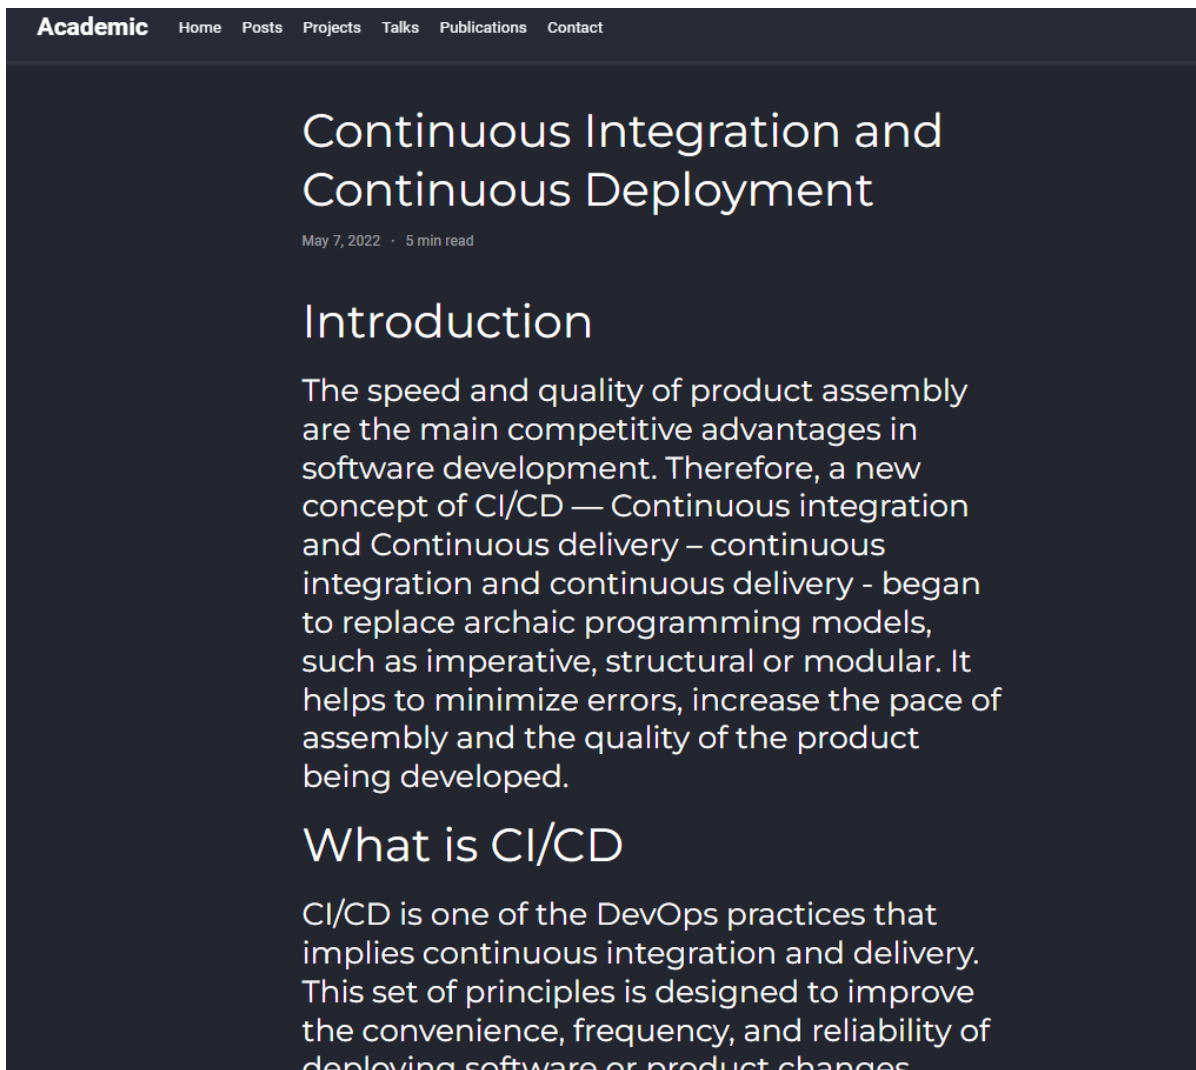 Academic Home Posts Projects Talks Publications Contact
Continuous Integration and
Continuous Deployment
May 7, 2022 · 5 min read
Introduction
The speed and quality of product assembly
are the main competitive advantages in
software development. Therefore, a new
concept of CI/CD — Continuous integration
and Continuous delivery – continuous
integration and continuous delivery - began
to replace archaic programming models,
such as imperative, structural or modular. It
helps to minimize errors, increase the pace of
assembly and the quality of the product
being developed.
What is CI/CD
CI/CD is one of the DevOps practices that
implies continuous integration and delivery.
This set of principles is designed to improve
the convenience, frequency, and reliability of
deploying software or product changes